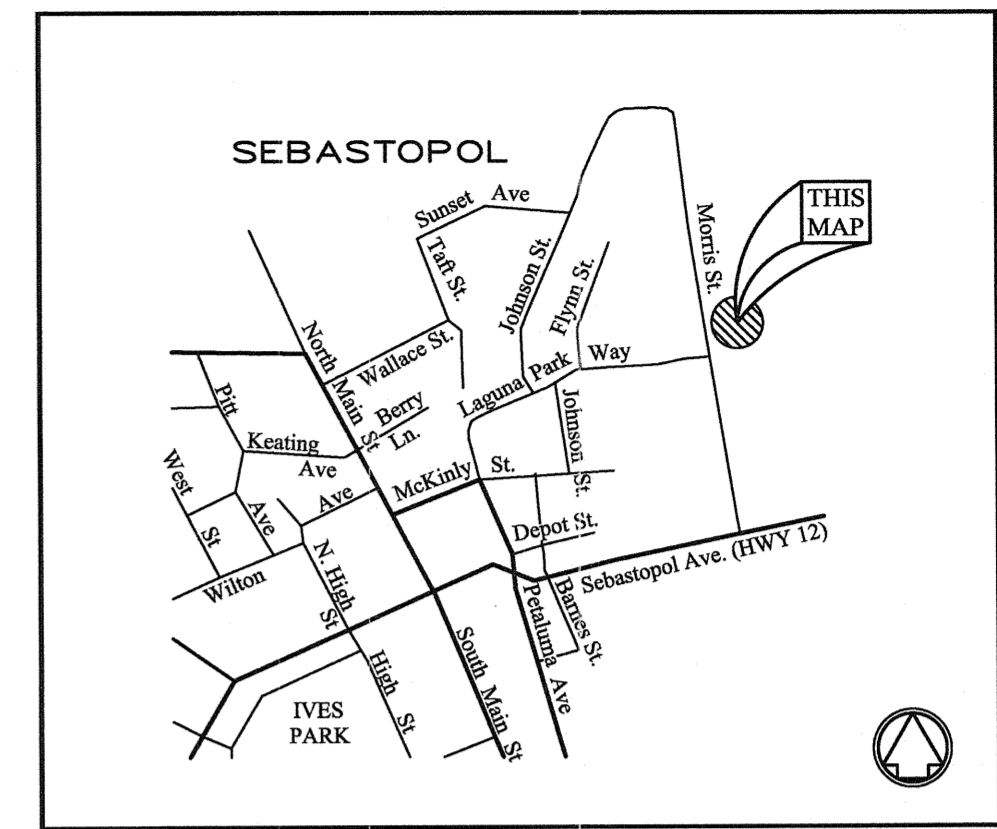 SEBASTOPOL
THIS
MAP
Sunset Ave
Taft St.
Johnson St.
Flynn St.
Morris St.
North Main St
Wallace St.
Laguna Park Way
Berry
Ln.
Pitt
Ave
Keating
Ave
Johnson St.
McKinly St.
West St
Ave
Depot St.
Sebastopol Ave. (HWY 12)
Wilton
N. High St
Petaluma Ave
Barnes St.
South Main St
High St
IVES
PARK